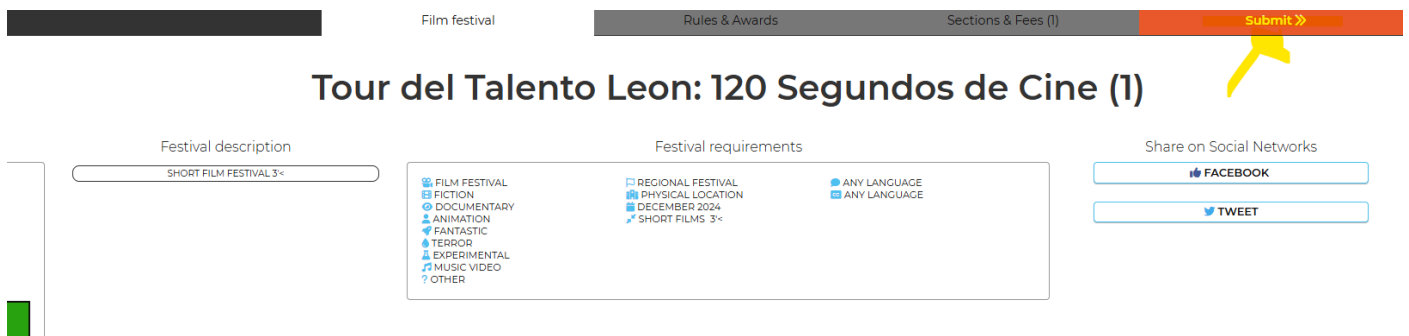 Film festival
Rules & Awards
Sections & Fees (1)
Submit »
Tour del Talento Leon: 120 Segundos de Cine (1)
Festival description
SHORT FILM FESTIVAL 3'<
Festival requirements
FILM FESTIVAL
FICTION
DOCUMENTARY
ANIMATION
FANTASTIC
TERROR
EXPERIMENTAL
MUSIC VIDEO
? OTHER
REGIONAL FESTIVAL
PHYSICAL LOCATION
DECEMBER 2024
SHORT FILMS 3'<
ANY LANGUAGE
ANY LANGUAGE
Share on Social Networks
FACEBOOK
TWEET